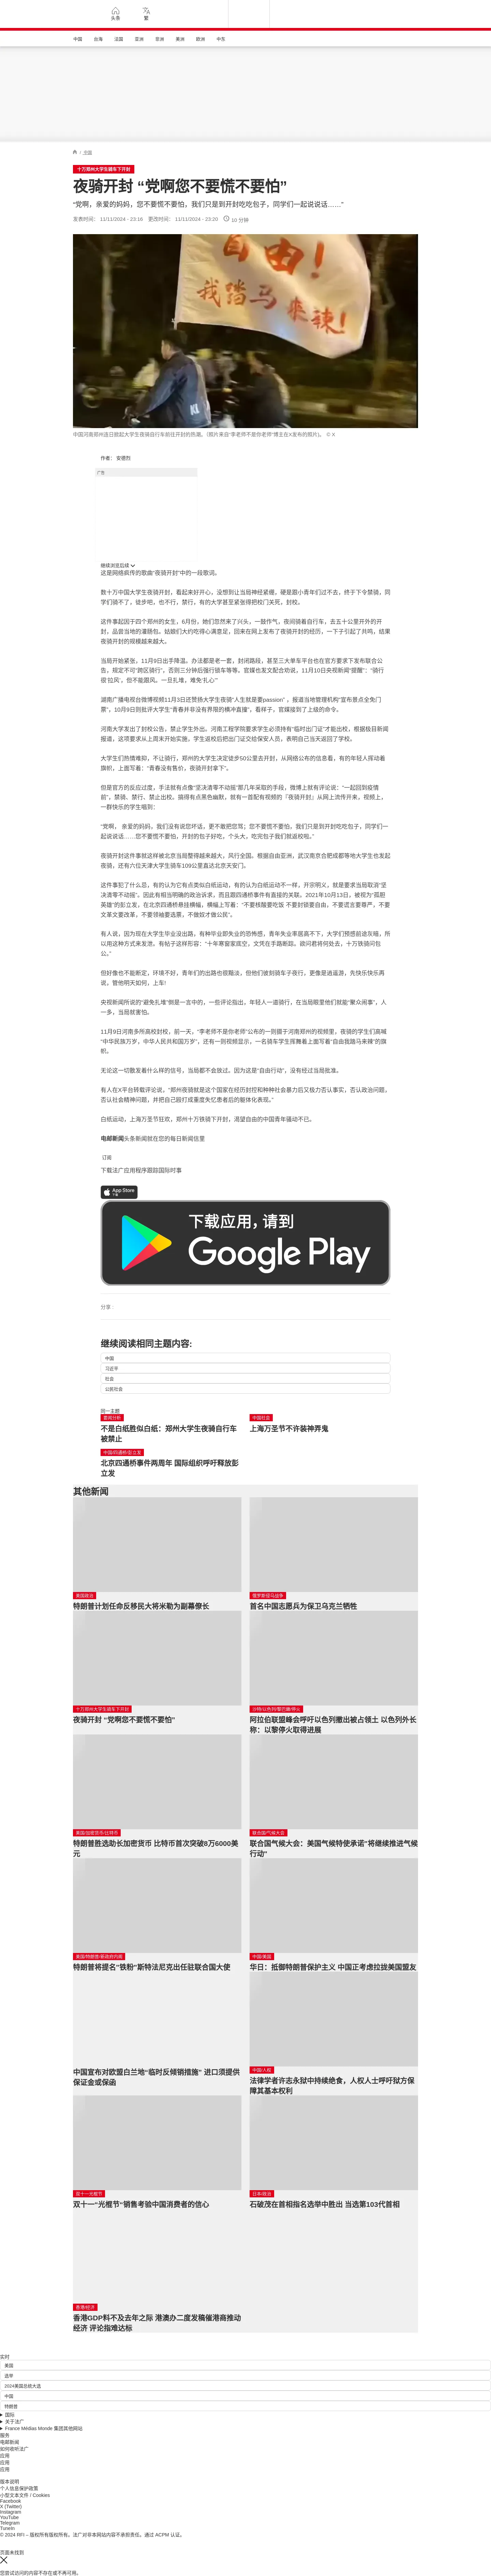 头条
繁
中国
台海
法国
亚洲
非洲
美洲
欧洲
中东
/ 中国
十万郑州大学生骑车下开封
夜骑开封 “党啊您不要慌不要怕”
“党啊，亲爱的妈妈，您不要慌不要怕，我们只是到开封吃吃包子，同学们一起说说话……”
发表时间： 11/11/2024 - 23:16 更改时间： 11/11/2024 - 23:20 10 分钟
中国河南郑州连日掀起大学生夜骑自行车前往开封的热潮。（照片来自“李老师不是你老师”博主在X发布的照片)。 © X
作者： 安德烈
广告
继续浏览后续
这是网络疯传的歌曲“夜骑开封”中的一段歌词。
数十万中国大学生夜骑开封，看起来好开心，没想到让当局神经紧绷，硬是跟小青年们过不去，终于下令禁骑，同学们骑不了，徒步吧，也不行，禁行，有的大学甚至紧张得把校门关死，封校。
这件事起因于四个郑州的女生，6月份，她们忽然来了兴头，一鼓作气，夜间骑着自行车，去五十公里开外的开封，品尝当地的灌肠包。姑娘们大约吃得心满意足，回来在网上发布了夜骑开封的经历，一下子引起了共鸣，结果夜骑开封的规模越来越大。
当局开始紧张，11月9日出手降温，办法都是老一套，封闭路段，甚至三大单车平台也在官方要求下发布联合公告，规定不可“跨区骑行”，否则三分钟后强行锁车等等。官媒也发文配合劝说，11月10日央视新闻“提醒”：“骑行很‘拉风’，但不能跟风。一旦扎堆，难免‘扎心’”
湖南广播电视台微博视频11月3日还赞扬大学生夜骑“人生就是要passion” ，报道当地管理机构“宣布景点全免门票”，10月9日则批评大学生“青春并非没有界限的横冲直撞”，看样子，官媒接到了上级的命令。
河南大学发出了封校公告，禁止学生外出。河南工程学院要求学生必须持有“临时出门证”才能出校，根据极目新闻报道，这项要求从上周末开始实施，学生返校后把出门证交给保安人员，表明自己当天返回了学校。
大学生们热情难抑，不让骑行，郑州的大学生决定徒步50公里去开封，从网络公布的信息看，有的年轻人挥动着旗帜，上面写着：“青春没有售价，夜骑开封拿下”。
但是官方的反应过度，手法就有点像“坚决清零不动摇”那几年采取的手段，微博上就有评论说：“一起回到疫情前”，禁骑、禁行、禁止出校。搞得有点黑色幽默，就有一首配有视频的『夜骑开封』从网上流传开来，视频上，一群快乐的学生唱到：
“党啊， 亲爱的妈妈，我们没有说您坏话，更不敢把您骂； 您不要慌不要怕，我们只是到开封吃吃包子，同学们一起说说话……您不要慌不要怕，开封的包子好吃，个头大，吃完包子我们就返校啦。”
夜骑开封这件事就这样被北京当局整得越来越大，风行全国。根据自由亚洲，武汉南京合肥成都等地大学生也发起夜骑，还有六位天津大学生骑车109公里直达北京天安门。
这件事犯了什么忌，有的认为它有点类似白纸运动，有的认为白纸运动不一样，开宗明义，就是要求当局取消“坚决清零不动摇”。因此有相当明确的政治诉求，而且跟四通桥事件有直接的关联。2021年10月13日，被视为“孤胆英雄”的彭立发，在北京四通桥悬挂横幅，横幅上写着：“不要核酸要吃饭 不要封锁要自由，不要谎言要尊严，不要文革要文改革，不要领袖要选票，不做奴才做公民”。
有人说，因为现在大学生毕业没出路，有种毕业即失业的恐怖感，青年失业率居高不下，大学们预感前途灰暗，所以用这种方式来发泄。有帖子这样形容：“十年寒窗家底空，文凭在手路断踪。欲问君将何处去，十万铁骑问包公。”
但好像也不能断定，环境不好，青年们的出路也很黯淡，但他们彼刻骑车子夜行，更像是逍遥游，先快乐快乐再说，管他明天如何，上车!
央视新闻所说的“避免扎堆”倒是一言中的，一些评论指出，年轻人一道骑行，在当局眼里他们就能“聚众闹事”，人一多，当局就害怕。
11月9日河南多所高校封校，前一天，“李老师不是你老师”公布的一则摄于河南郑州的视频里，夜骑的学生们高喊“中华民族万岁，中华人民共和国万岁”，还有一则视频显示，一名骑车学生挥舞着上面写着“自由我踏马来辣”的旗帜。
无论这一切散发着什么样的信号，当局都不会放过。因为这是“自由行动”，没有经过当局批准。
有人在X平台转载评论说，“郑州夜骑就是这个国家在经历封控和种种社会暴力后又极力否认事实，否认政治问题。否认社会精神问题，并把自己殴打成重度失忆患者后的躯体化表现。”
白纸运动，上海万圣节狂欢，郑州十万铁骑下开封，渴望自由的中国青年骚动不已。
电邮新闻头条新闻就在您的每日新闻信里
订阅
下载法广应用程序跟踪国际时事
App Store
下载
下载应用，请到
Google Play
分享 :
继续阅读相同主题内容:
中国
习近平
社会
公民社会
同一主题
要闻分析
不是白纸胜似白纸：郑州大学生夜骑自行车被禁止
中国社会
上海万圣节不许装神弄鬼
中国/四通桥/彭立发
北京四通桥事件两周年 国际组织呼吁释放彭立发
其他新闻
美国政治
特朗普计划任命反移民大将米勒为副幕僚长
俄罗斯侵乌战争
首名中国志愿兵为保卫乌克兰牺牲
十万郑州大学生骑车下开封
夜骑开封 “党啊您不要慌不要怕”
沙特/以色列/黎巴嫩/停火
阿拉伯联盟峰会呼吁以色列撤出被占领土 以色列外长称：以黎停火取得进展
美国/加密货币/比特币
特朗普胜选助长加密货币 比特币首次突破8万6000美元
联合国气候大会
联合国气候大会：美国气候特使承诺“将继续推进气候行动”
美国/特朗普/新政府内阁
特朗普将提名“铁粉”斯特法尼克出任驻联合国大使
中国/美国
华日：抵御特朗普保护主义 中国正考虑拉拢美国盟友
中国宣布对欧盟白兰地“临时反倾销措施” 进口须提供保证金或保函
中国/人权
法律学者许志永狱中持续绝食，人权人士呼吁狱方保障其基本权利
双十一光棍节
双十一“光棍节”销售考验中国消费者的信心
日本/政治
石破茂在首相指名选举中胜出 当选第103代首相
香港/经济
香港GDP料不及去年之际 港澳办二度发稿催港商推动经济 评论指难达标
实时
美国
选举
2024美国总统大选
中国
特朗普
国际
关于法广
France Médias Monde 集团其他网站
服务
电邮新闻
如何收听法广
应用
应用
应用
版本说明
个人信息保护政策
小型文本文件 / Cookies
Facebook
X (Twitter)
Instagram
YouTube
Telegram
TuneIn
© 2024 RFI – 版权所有版权所有。法广对非本网站内容不承担责任。通过 ACPM 认证。
页面未找到
您尝试访问的内容不存在或不再可用。